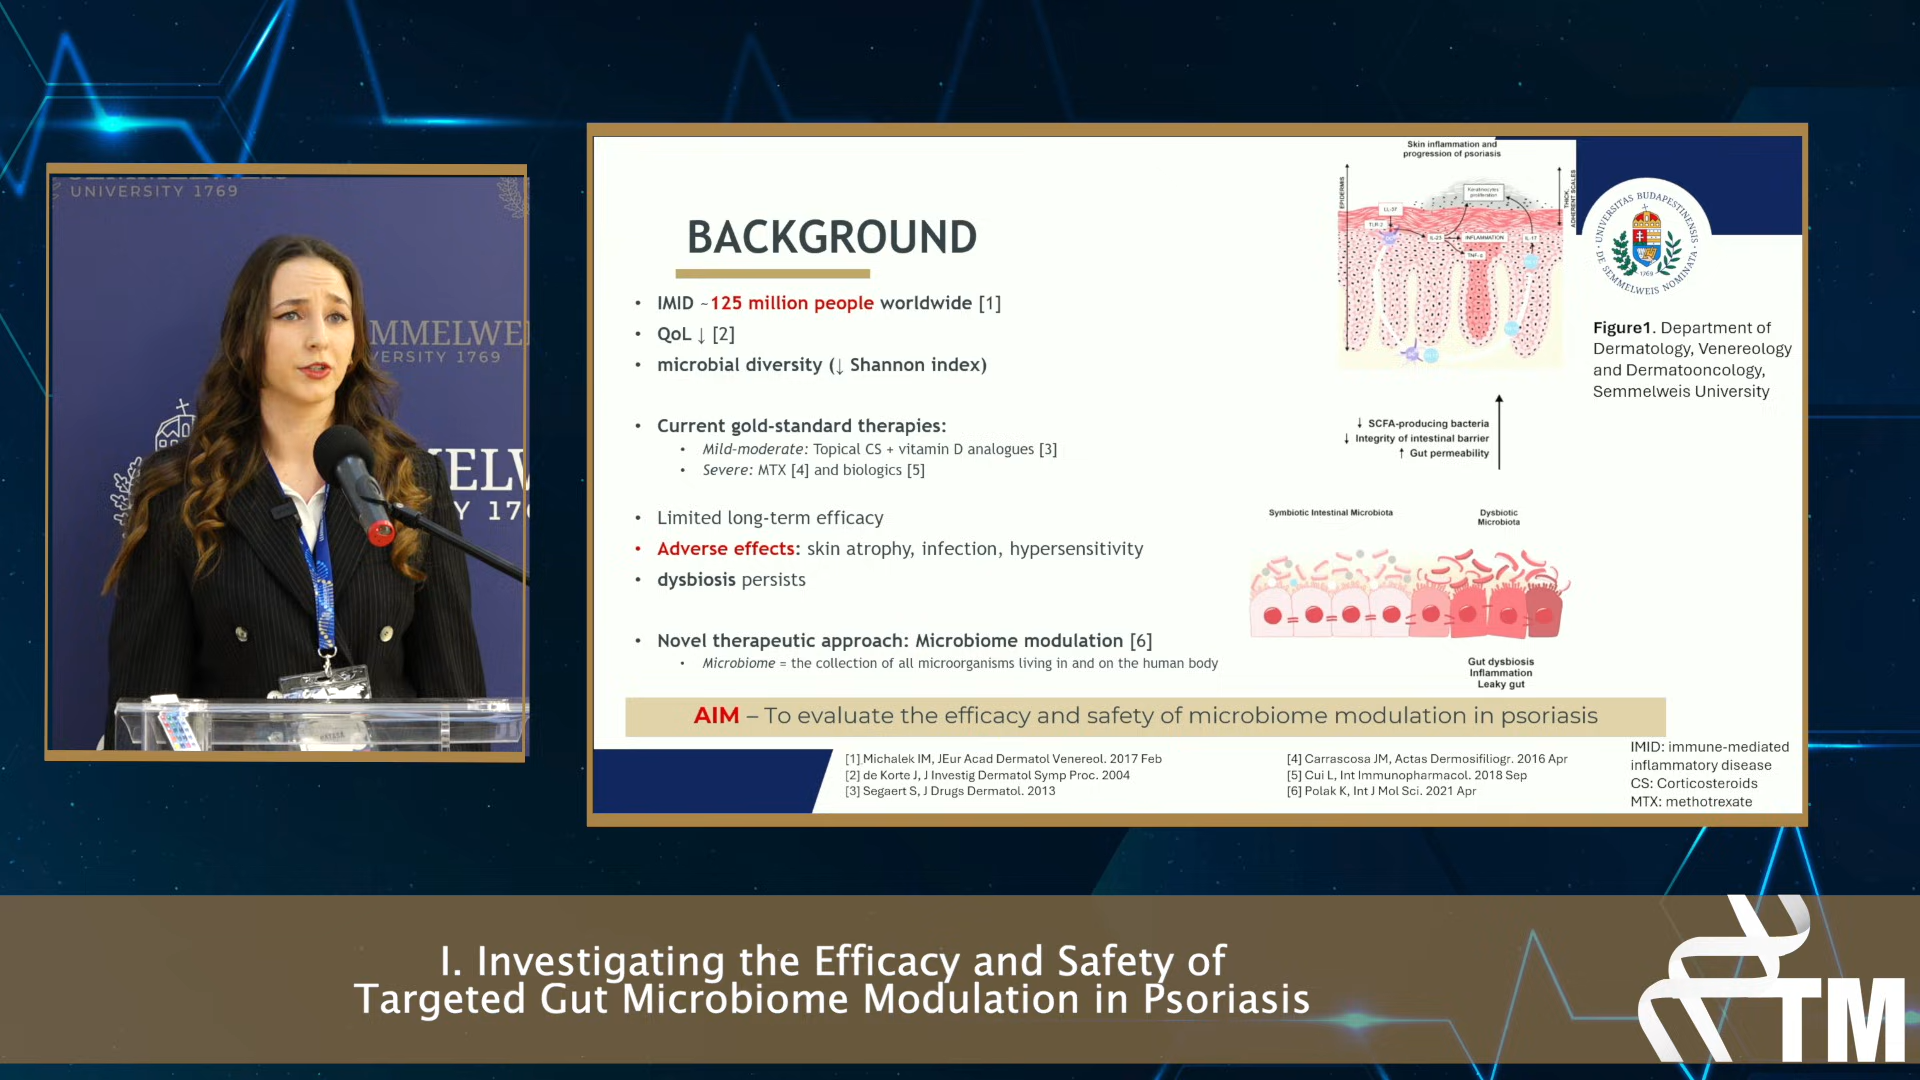 UNIVERSITY 1769
MMELWE
VERSITY 1769
ELW
Y 17
BACKGROUND
• IMID ~125 million people worldwide [1]
• QoL ↓ [2]
• microbial diversity (↓ Shannon index)
• Current gold-standard therapies:
• Mild-moderate: Topical CS + vitamin D analogues [3]
• Severe: MTX [4] and biologics [5]
• Limited long-term efficacy
• Adverse effects: skin atrophy, infection, hypersensitivity
• dysbiosis persists
• Novel therapeutic approach: Microbiome modulation [6]
• Microbiome = the collection of all microorganisms living in and on the human body
Skin inflammation and
progression of psoriasis
EPIDERMIS
THICK,
ADHERENT SCALES
Keratinocytes
proliferation
LL-37
TLR-2
IL-23
INFLAMMATION
IL-17
TNF-α
↓ SCFA-producing bacteria
↓ Integrity of intestinal barrier
↑ Gut permeability
Symbiotic Intestinal Microbiota
Dysbiotic
Microbiota
Gut dysbiosis
Inflammation
Leaky gut
UNIVERSITAS BUDAPESTINENSIS
DE SEMMELWEIS NOMINATA
1769
Figure1. Department of
Dermatology, Venereology
and Dermatooncology,
Semmelweis University
AIM – To evaluate the efficacy and safety of microbiome modulation in psoriasis
[1] Michalek IM, JEur Acad Dermatol Venereol. 2017 Feb
[2] de Korte J, J Investig Dermatol Symp Proc. 2004
[3] Segaert S, J Drugs Dermatol. 2013
[4] Carrascosa JM, Actas Dermosifiliogr. 2016 Apr
[5] Cui L, Int Immunopharmacol. 2018 Sep
[6] Polak K, Int J Mol Sci. 2021 Apr
IMID: immune-mediated
inflammatory disease
CS: Corticosteroids
MTX: methotrexate
I. Investigating the Efficacy and Safety of
Targeted Gut Microbiome Modulation in Psoriasis
TM